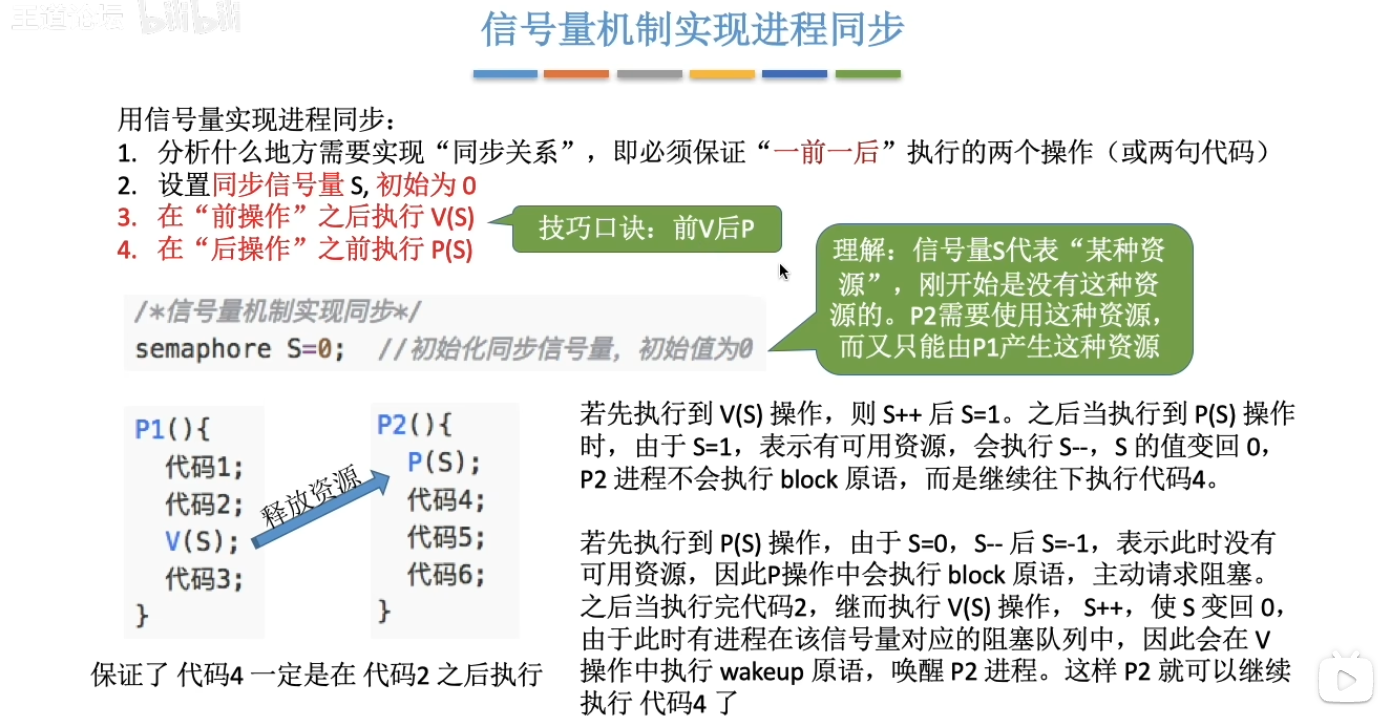 王道论坛 bilibili
信号量机制实现进程同步
用信号量实现进程同步：
1. 分析什么地方需要实现“同步关系”，即必须保证“一前一后”执行的两个操作（或两句代码）
2. 设置同步信号量 S, 初始为 0
3. 在“前操作”之后执行 V(S)
4. 在“后操作”之前执行 P(S)
技巧口诀：前V后P
理解：信号量S代表“某种资
源”，刚开始是没有这种资
源的。P2需要使用这种资源，
而又只能由P1产生这种资源
/*信号量机制实现同步*/
semaphore S=0; //初始化同步信号量，初始值为0
P1(){
代码1;
代码2;
V(S);
代码3;
}
释放资源
P2(){
P(S);
代码4;
代码5;
代码6;
}
保证了 代码4 一定是在 代码2 之后执行
若先执行到 V(S) 操作，则 S++ 后 S=1。之后当执行到 P(S) 操作
时，由于 S=1，表示有可用资源，会执行 S--，S 的值变回 0，
P2 进程不会执行 block 原语，而是继续往下执行代码4。
若先执行到 P(S) 操作，由于 S=0，S-- 后 S=-1，表示此时没有
可用资源，因此P操作中会执行 block 原语，主动请求阻塞。
之后当执行完代码2，继而执行 V(S) 操作， S++，使 S 变回 0，
由于此时有进程在该信号量对应的阻塞队列中，因此会在 V
操作中执行 wakeup 原语，唤醒 P2 进程。这样 P2 就可以继续
执行 代码4 了